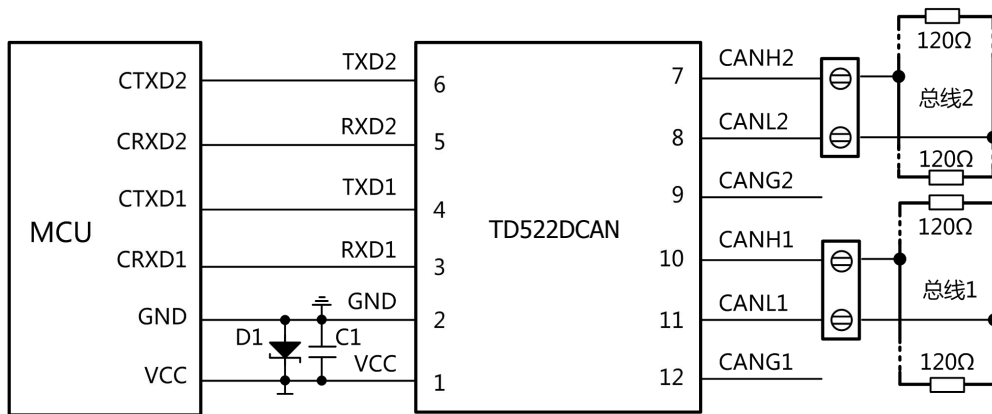 120Ω
CTXD2 TXD2 6 7 CANH2
总线2
CRXD2 RXD2 5 8 CANL2
120Ω
CTXD1 TXD1 4 9 CANG2
MCU TD522DCAN
120Ω
CRXD1 RXD1 3 10 CANH1
总线1
GND GND 2 11 CANL1
D1 C1
120Ω
VCC VCC 1 12 CANG1